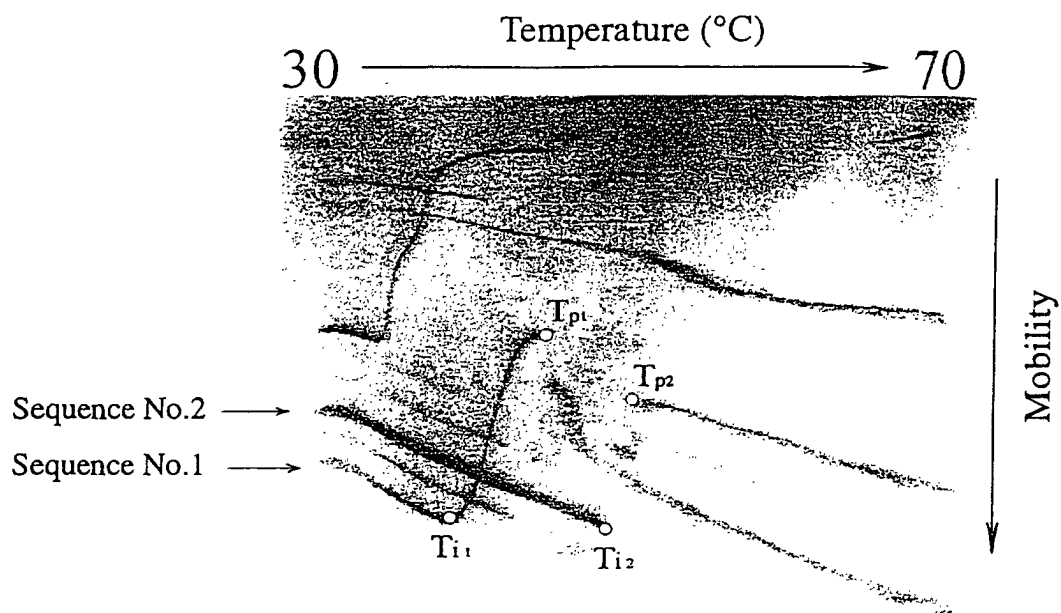 Temperature (°C)
30 70
Tp1
Tp2
Sequence No.2
Sequence No.1
Ti1
Ti2
Mobility